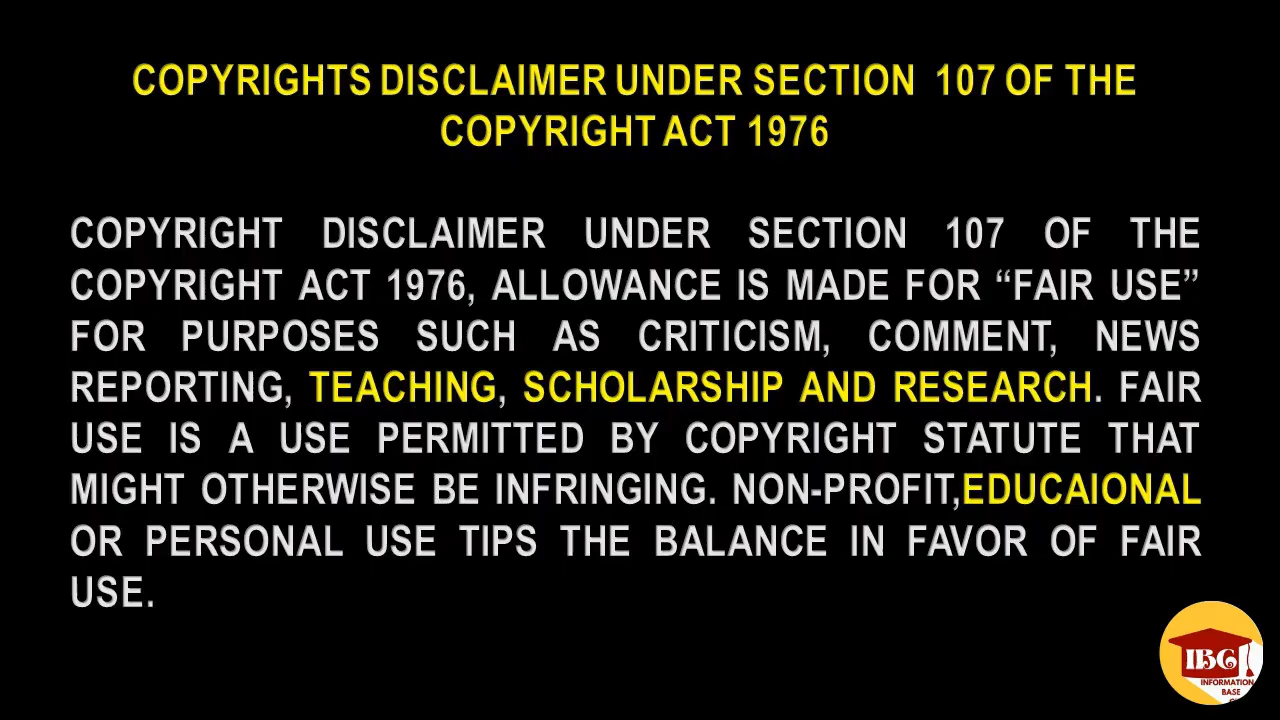 COPYRIGHTS DISCLAIMER UNDER SECTION 107 OF THE
COPYRIGHT ACT 1976
COPYRIGHT DISCLAIMER UNDER SECTION 107 OF THE
COPYRIGHT ACT 1976, ALLOWANCE IS MADE FOR “FAIR USE”
FOR PURPOSES SUCH AS CRITICISM, COMMENT, NEWS
REPORTING, TEACHING, SCHOLARSHIP AND RESEARCH. FAIR
USE IS A USE PERMITTED BY COPYRIGHT STATUTE THAT
MIGHT OTHERWISE BE INFRINGING. NON-PROFIT,EDUCAIONAL
OR PERSONAL USE TIPS THE BALANCE IN FAVOR OF FAIR
USE.
IBG
INFORMATION
BASE